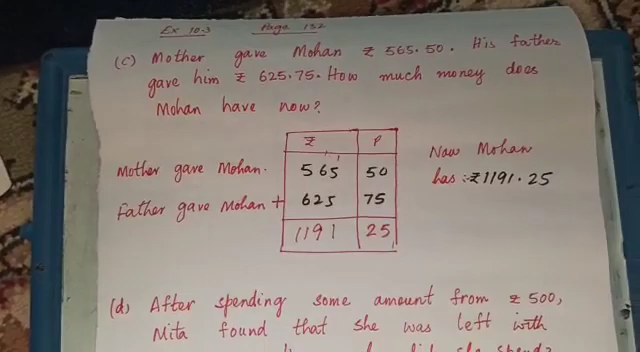 Ex 10.3 Page 132
(c) Mother gave Mohan ₹ 565.50. His father
gave him ₹ 625.75. How much money does
Mohan have now?
₹ P
Mother gave Mohan. 565 50
Father gave Mohan + 625 75
1191 25
Now Mohan
has :- ₹1191.25
(d) After spending some amount from ₹ 500,
Mita found that she was left with
she